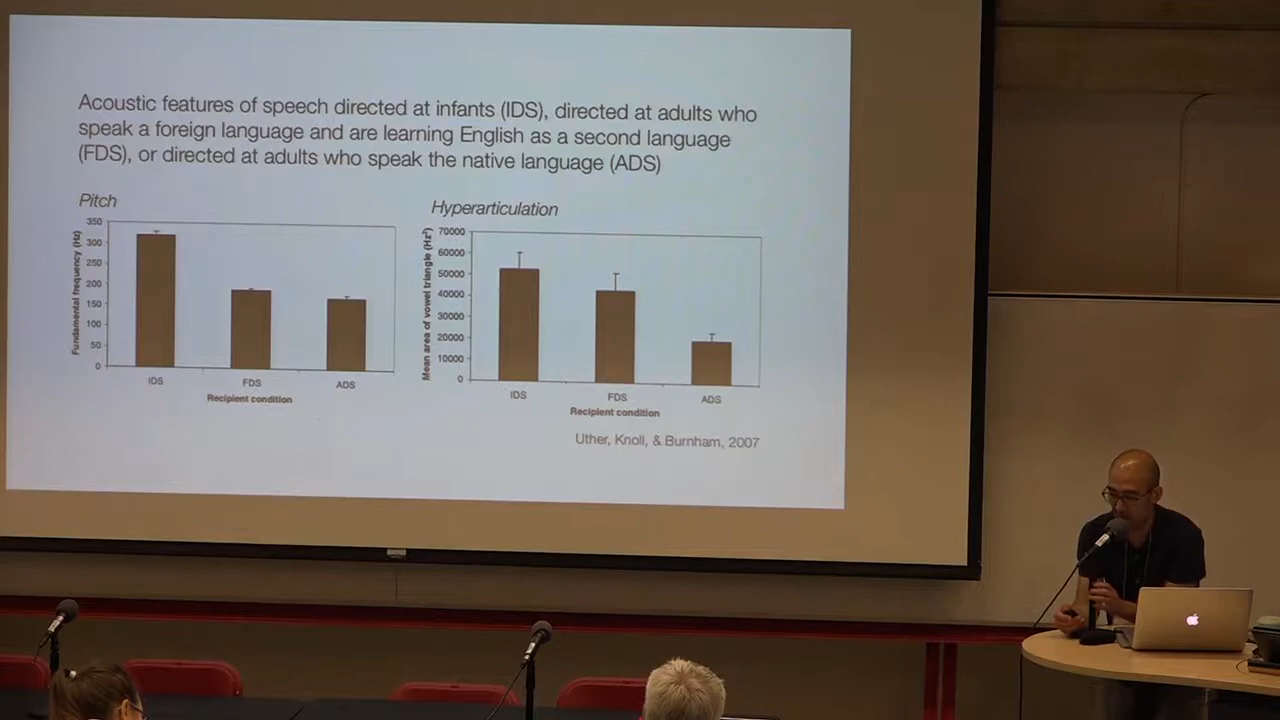 Acoustic features of speech directed at infants (IDS), directed at adults who
speak a foreign language and are learning English as a second language
(FDS), or directed at adults who speak the native language (ADS)
Pitch
Fundamental frequency (Hz)
350
300
250
200
150
100
50
0
IDS
FDS
ADS
Recipient condition
Hyperarticulation
Mean area of vowel triangle (Hz²)
70000
60000
50000
40000
30000
20000
10000
0
IDS
FDS
ADS
Recipient condition
Uther, Knoll, & Burnham, 2007